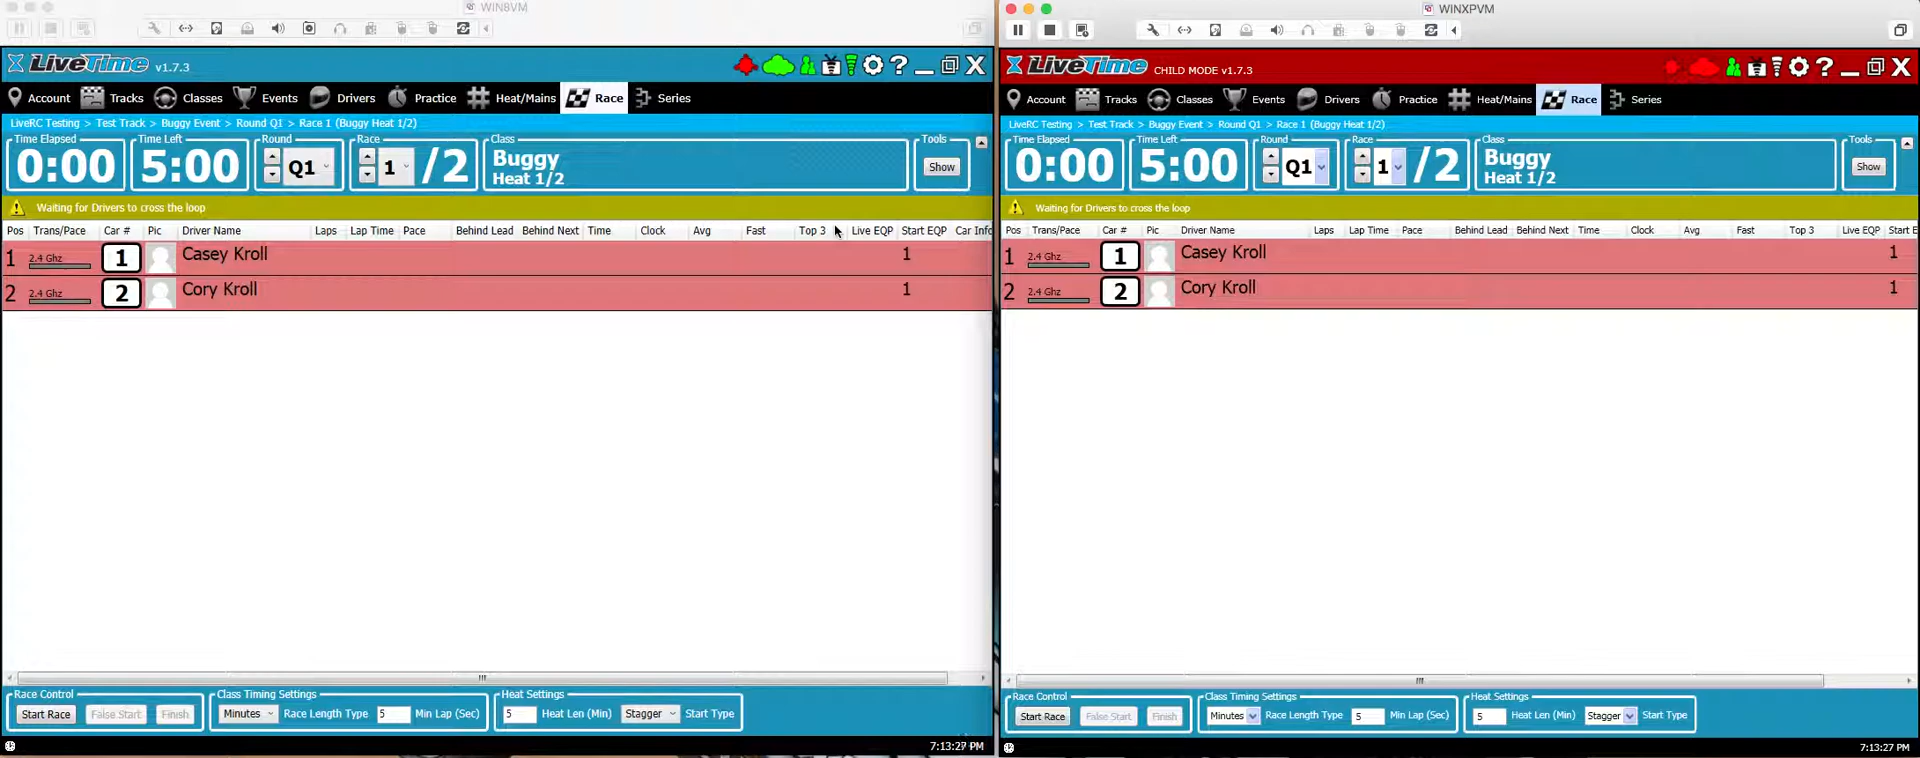 WIN8VM
LiveTime v1.7.3
Account Tracks Classes Events Drivers Practice Heat/Mains Race Series
LiveRC Testing > Test Track > Buggy Event > Round Q1 > Race 1 (Buggy Heat 1/2)
Time Elapsed Time Left Round Race Class Tools
0:00 5:00 Q1 1 /2 Buggy Show
Heat 1/2
Waiting for Drivers to cross the loop
Pos Trans/Pace Car # Pic Driver Name Laps Lap Time Pace Behind Lead Behind Next Time Clock Avg Fast Top 3 Live EQP Start EQP Car Info
1 2.4 Ghz 1 Casey Kroll 1
2 2.4 Ghz 2 Cory Kroll 1
Race Control Class Timing Settings Heat Settings
Start Race False Start Finish Minutes Race Length Type 5 Min Lap (Sec) 5 Heat Len (Min) Stagger Start Type
7:13:27 PM
WINXPVM
LiveTime CHILD MODE v1.7.3
Account Tracks Classes Events Drivers Practice Heat/Mains Race Series
LiveRC Testing > Test Track > Buggy Event > Round Q1 > Race 1 (Buggy Heat 1/2)
Time Elapsed Time Left Round Race Class Tools
0:00 5:00 Q1 1 /2 Buggy Show
Heat 1/2
Waiting for Drivers to cross the loop
Pos Trans/Pace Car # Pic Driver Name Laps Lap Time Pace Behind Lead Behind Next Time Clock Avg Fast Top 3 Live EQP Start E
1 2.4 Ghz 1 Casey Kroll 1
2 2.4 Ghz 2 Cory Kroll 1
Race Control Class Timing Settings Heat Settings
Start Race False Start Finish Minutes Race Length Type 5 Min Lap (Sec) 5 Heat Len (Min) Stagger Start Type
7:13:27 PM